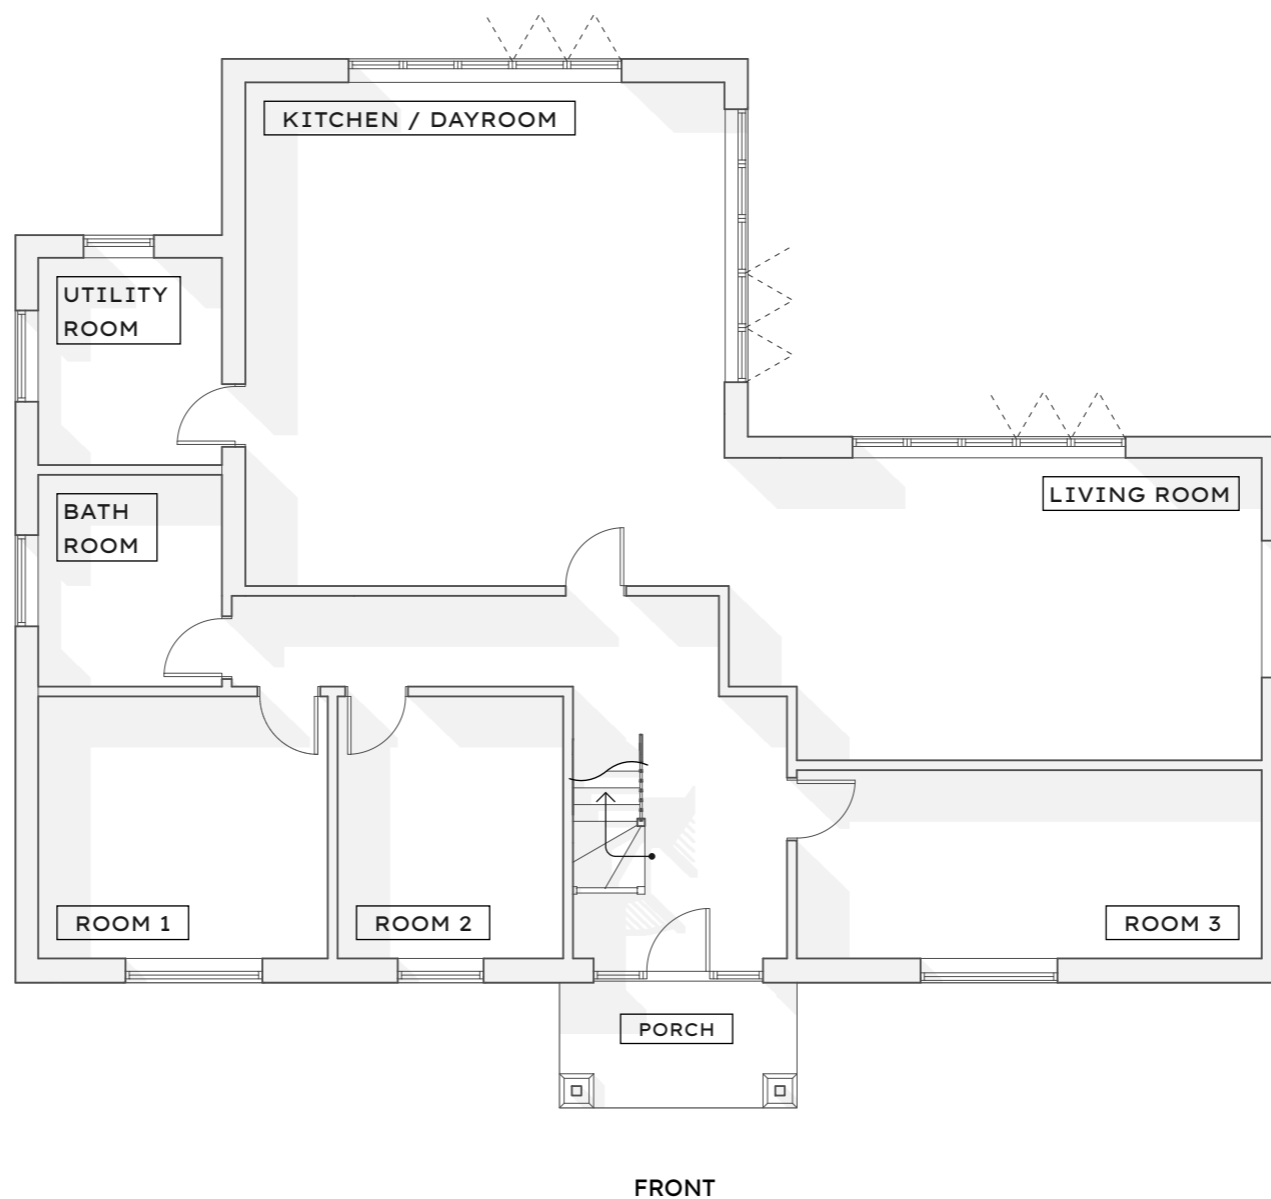 KITCHEN / DAYROOM
UTILITY
ROOM
LIVING ROOM
BATH
ROOM
ROOM 1
ROOM 2
ROOM 3
PORCH
FRONT